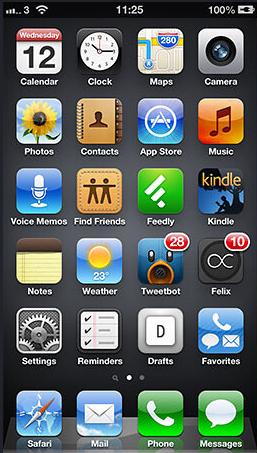 3 11:25 100%
Wednesday
12
280
Calendar Clock Maps Camera
Photos Contacts App Store Music
kindle
Voice Memos Find Friends Feedly Kindle
23°
28
10
Notes Weather Tweetbot Felix
D
Settings Reminders Drafts Favorites
Safari Mail Phone Messages